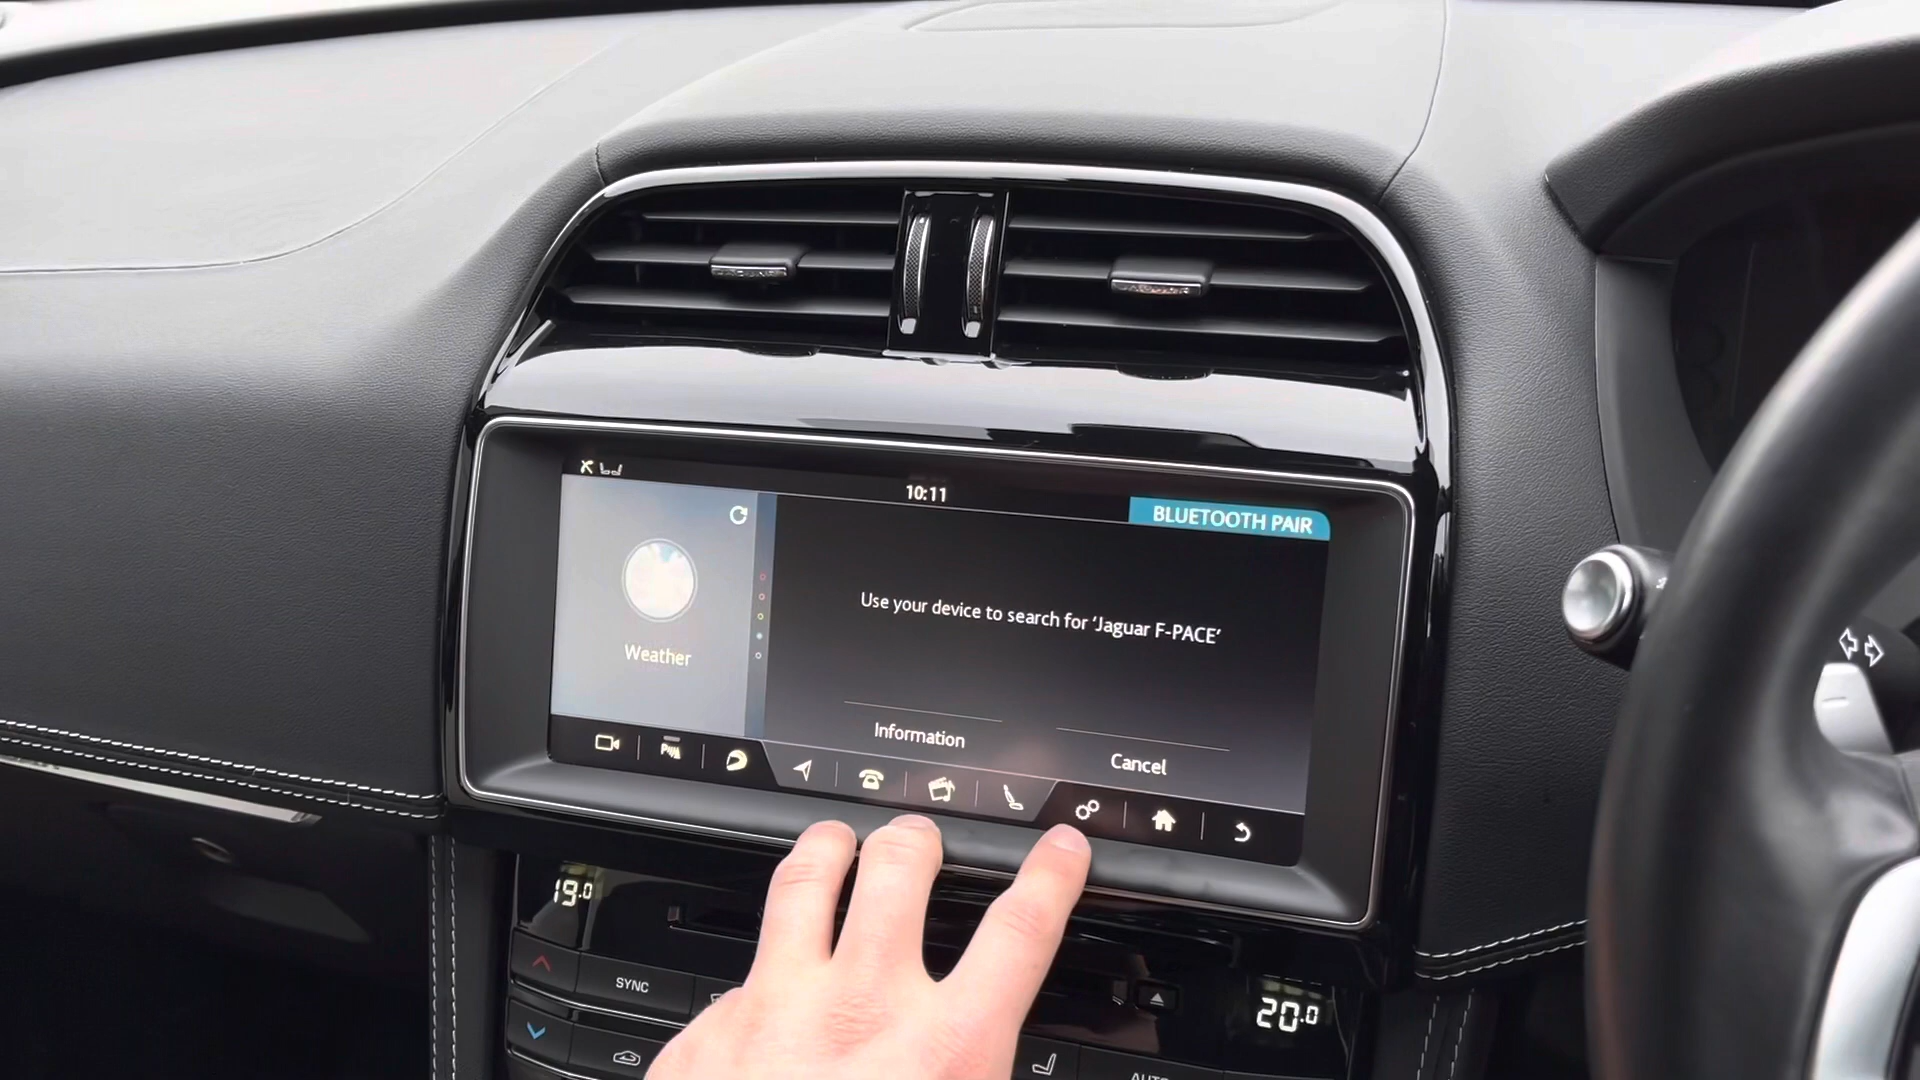 10:11
BLUETOOTH PAIR
Use your device to search for ‘Jaguar F-PACE’
Weather
Information
Cancel
19.0
SYNC
20.0
AUTO